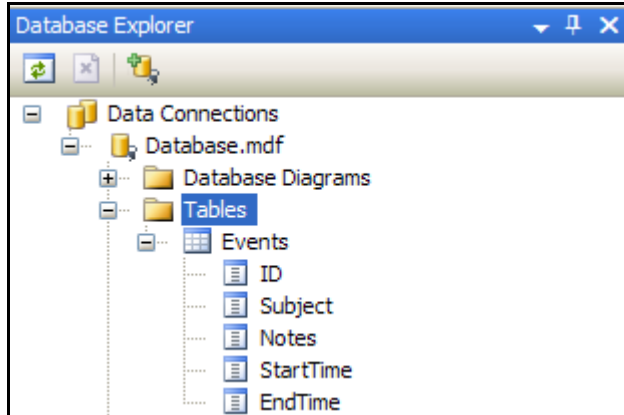 Database Explorer
Data Connections
Database.mdf
Database Diagrams
Tables
Events
ID
Subject
Notes
StartTime
EndTime